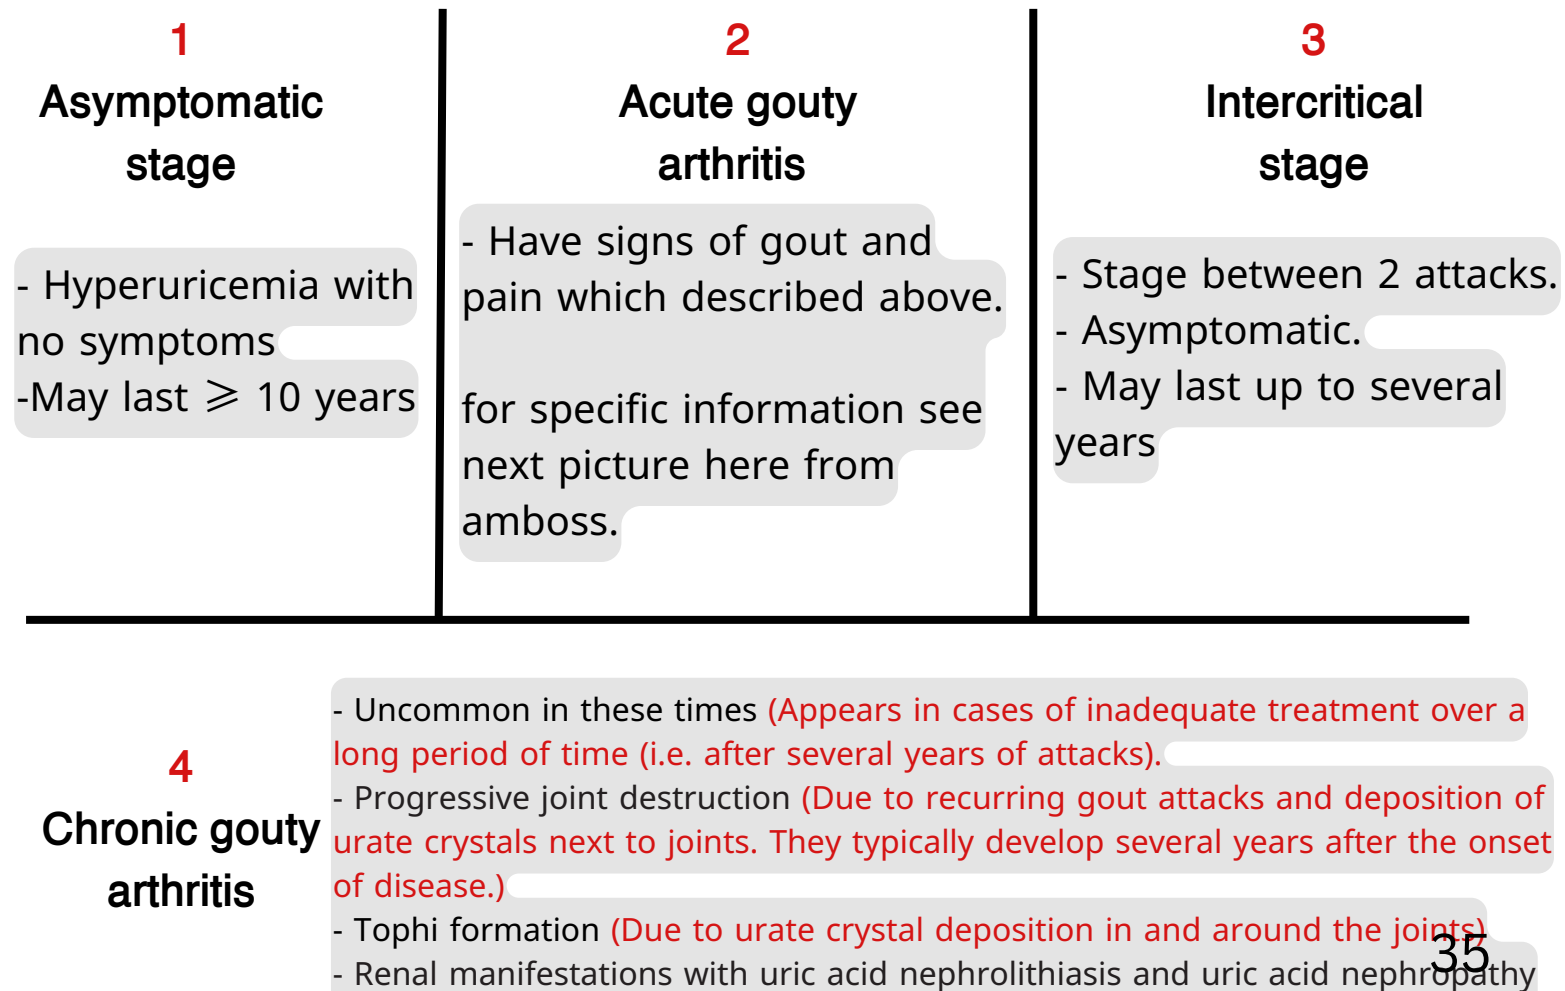 1
Asymptomatic
stage
- Hyperuricemia with
no symptoms
-May last ⩾ 10 years
2
Acute gouty
arthritis
- Have signs of gout and
pain which described above.
for specific information see
next picture here from
amboss.
3
Intercritical
stage
- Stage between 2 attacks.
- Asymptomatic.
- May last up to several
years
4
Chronic gouty
arthritis
- Uncommon in these times (Appears in cases of inadequate treatment over a
long period of time (i.e. after several years of attacks).
- Progressive joint destruction (Due to recurring gout attacks and deposition of
urate crystals next to joints. They typically develop several years after the onset
of disease.)
- Tophi formation (Due to urate crystal deposition in and around the joints)
- Renal manifestations with uric acid nephrolithiasis and uric acid nephropathy
35